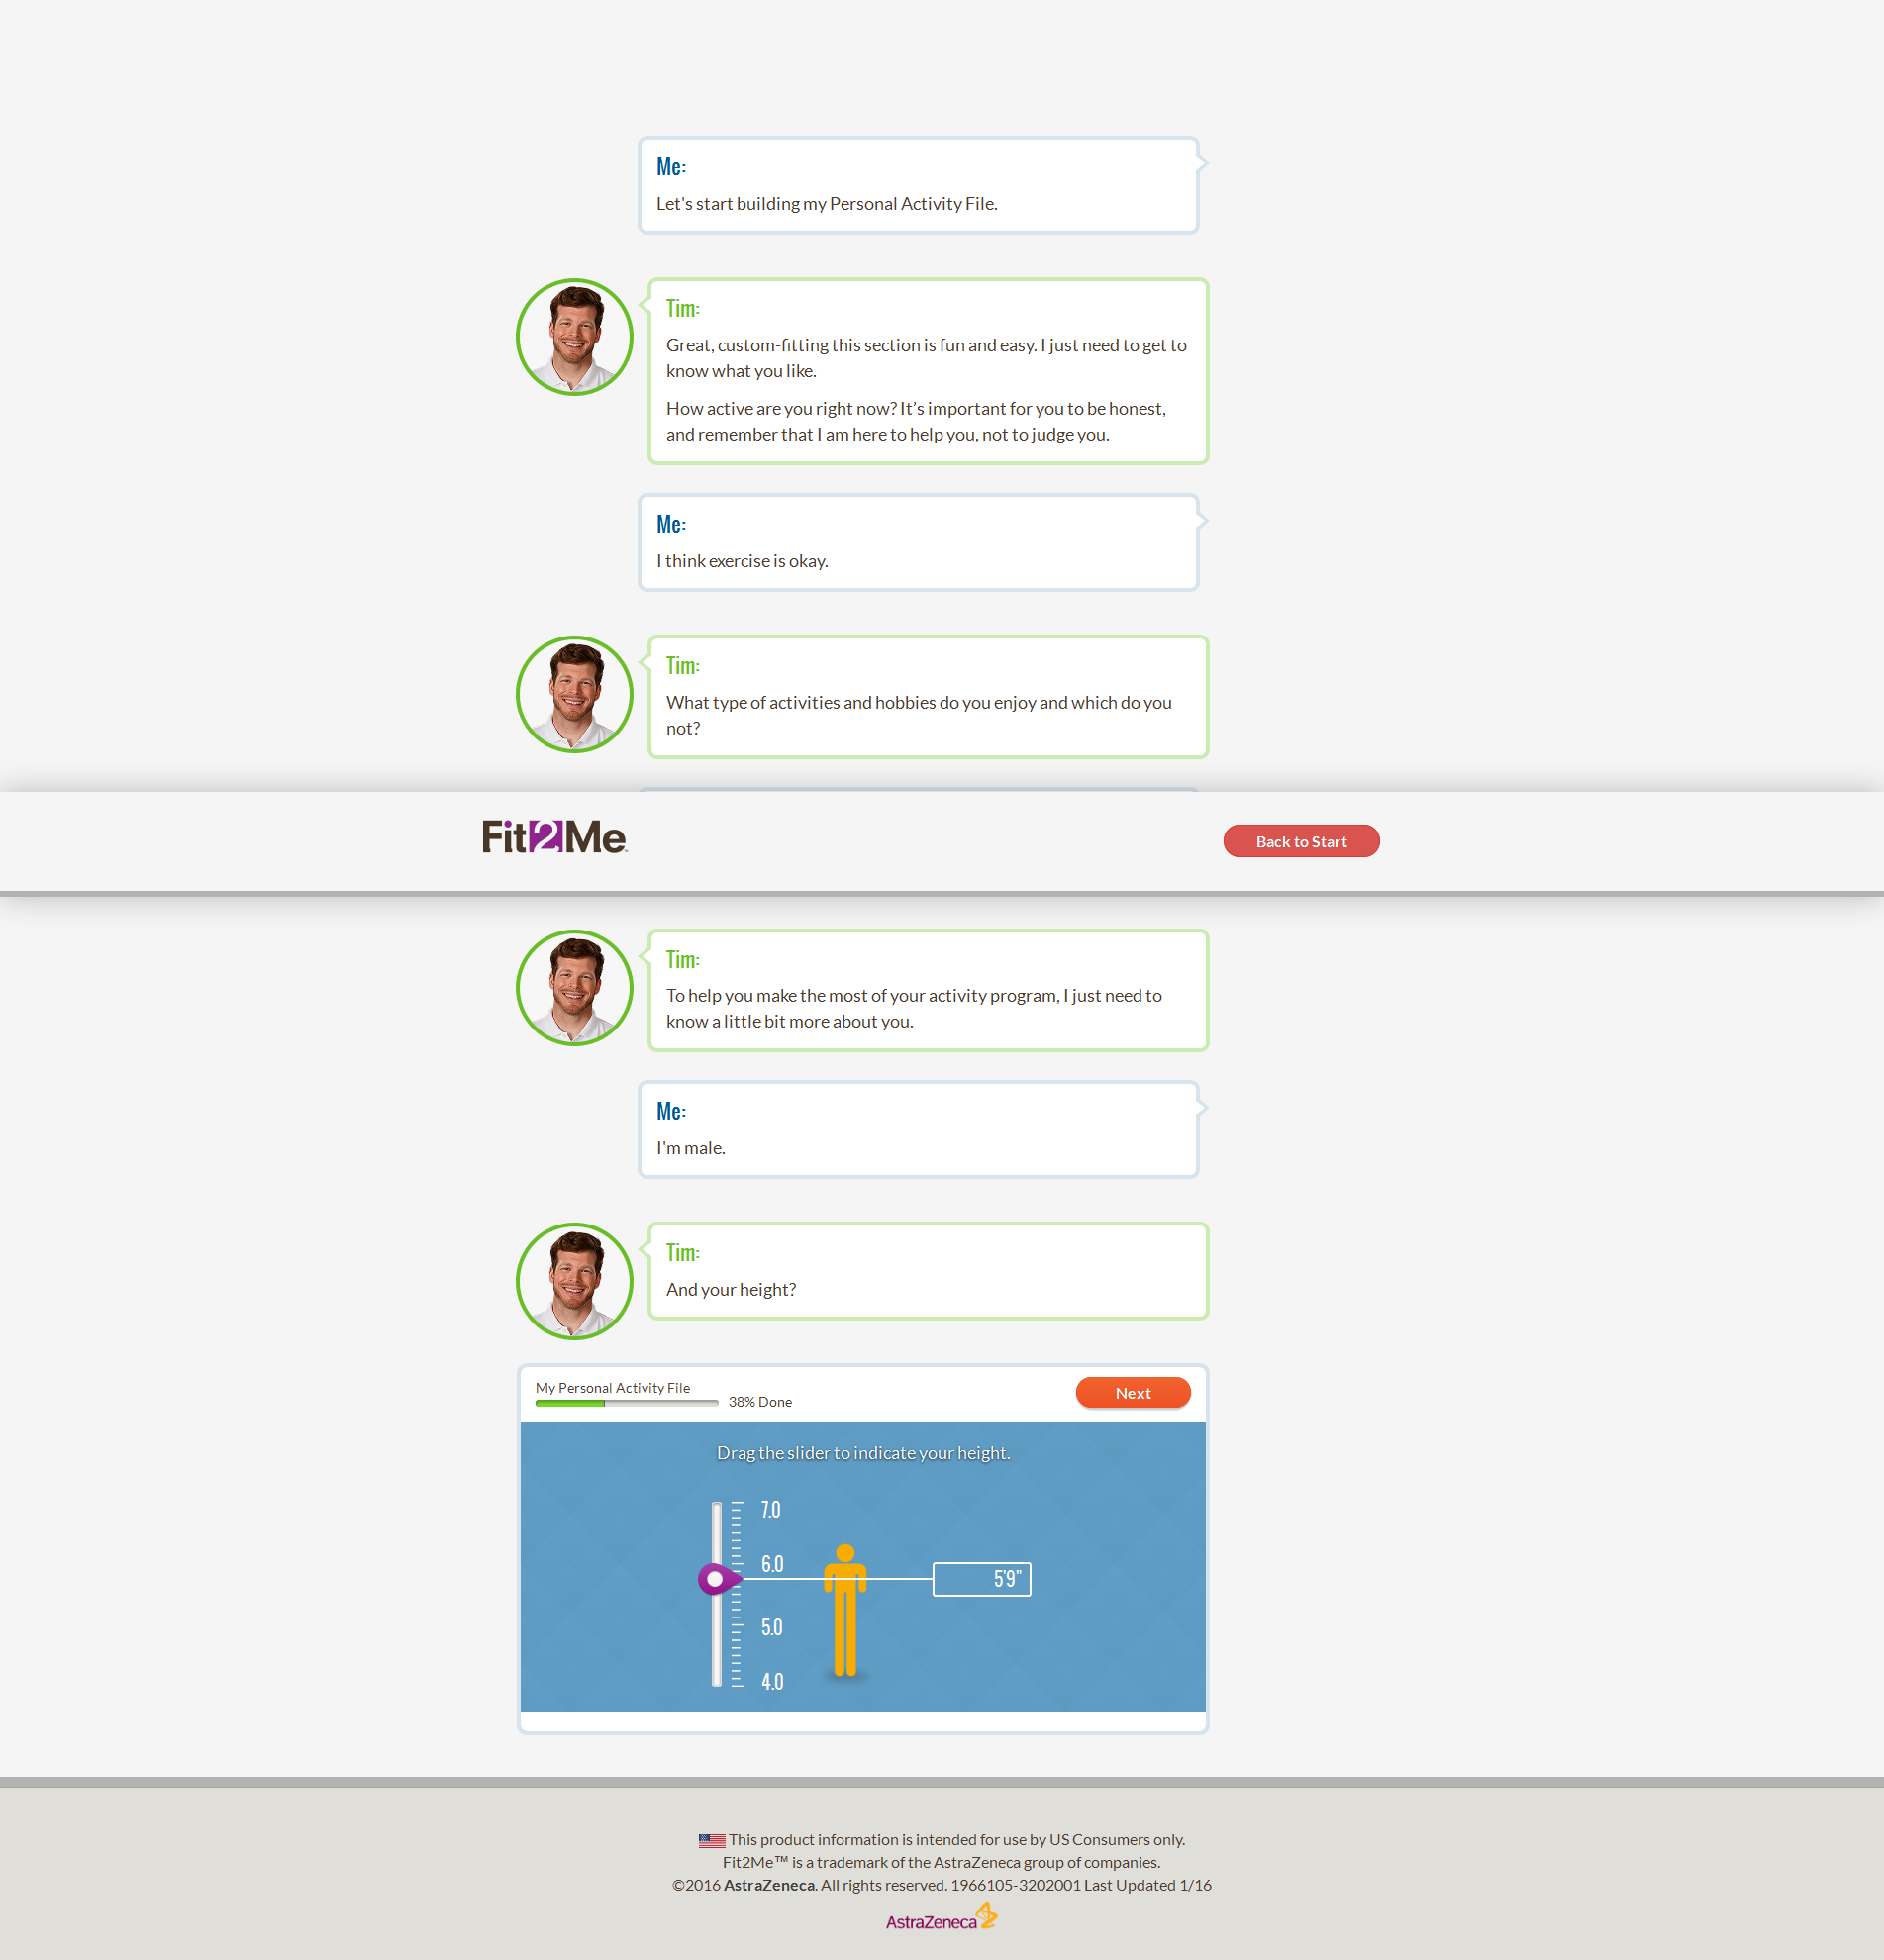 Me:
Let's start building my Personal Activity File.
Tim:
Great, custom-fitting this section is fun and easy. I just need to get to
know what you like.
How active are you right now? It’s important for you to be honest,
and remember that I am here to help you, not to judge you.
Me:
I think exercise is okay.
Tim:
What type of activities and hobbies do you enjoy and which do you
not?
Fit2Me™
Back to Start
Tim:
To help you make the most of your activity program, I just need to
know a little bit more about you.
Me:
I'm male.
Tim:
And your height?
My Personal Activity File
38% Done
Next
Drag the slider to indicate your height.
7.0
6.0
5'9"
5.0
4.0
This product information is intended for use by US Consumers only.
Fit2Me™ is a trademark of the AstraZeneca group of companies.
©2016 AstraZeneca. All rights reserved. 1966105-3202001 Last Updated 1/16
AstraZeneca